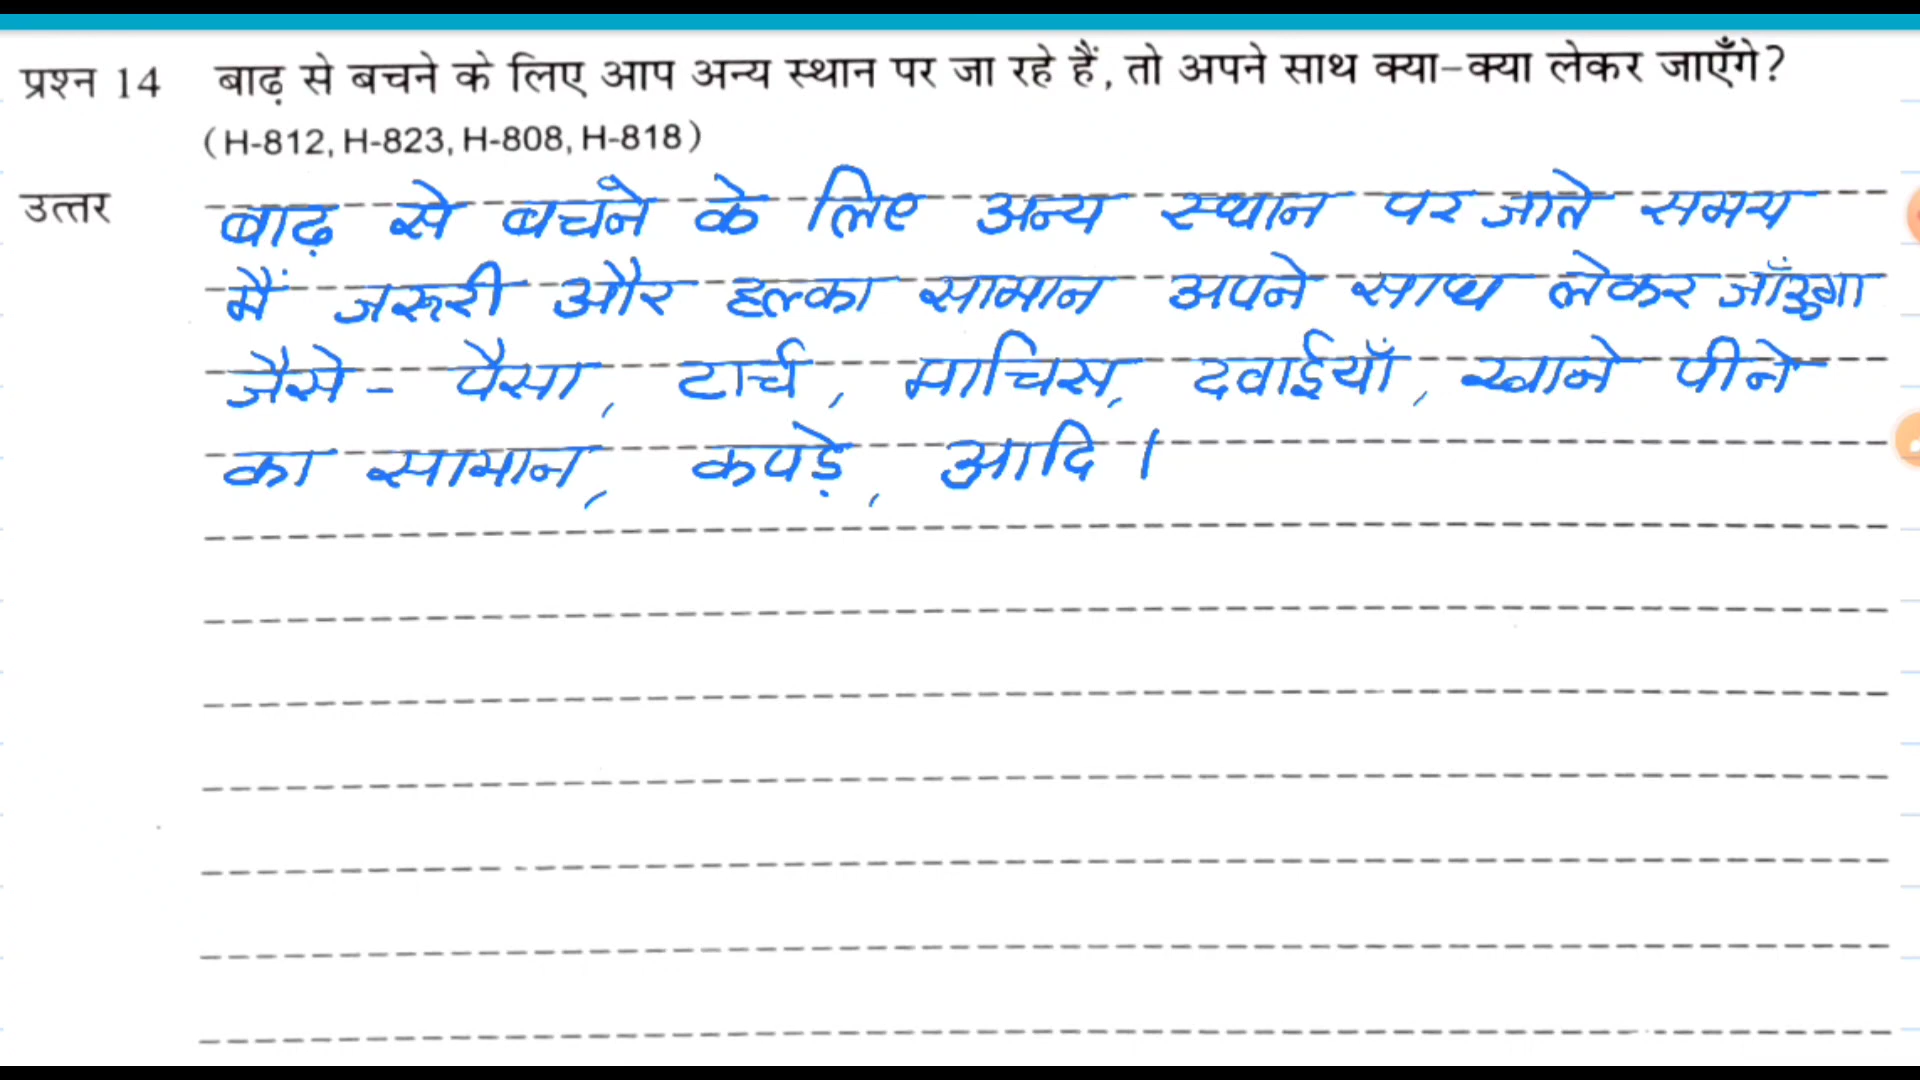 प्रश्न 14 बाढ़ से बचने के लिए आप अन्य स्थान पर जा रहे हैं, तो अपने साथ क्या-क्या लेकर जाएँगे?
(H-812, H-823, H-808, H-818)
उत्तर बाढ़ से बचने के लिए अन्य स्थान पर जाते समय
मैं जरूरी और हल्का सामान अपने साथ लेकर जाँऊगा
जैसे - पैसा, टार्च, माचिस, दवाईयाँ, खाने पीने
का सामान, कपड़े, आदि।